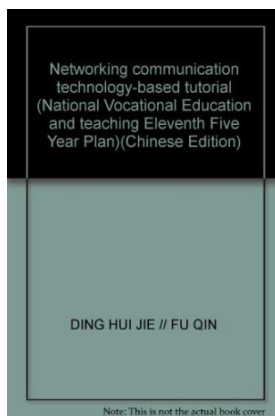 Networking communication
technology-based tutorial
(National Vocational Education
and teaching Eleventh Five
Year Plan)(Chinese Edition)
DING HUI JIE // FU QIN
Note: This is not the actual book cover